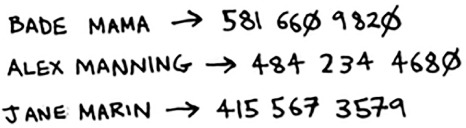 BADE MAMA → 581 660 9820
ALEX MANNING → 484 234 4680
JANE MARIN → 415 567 3579